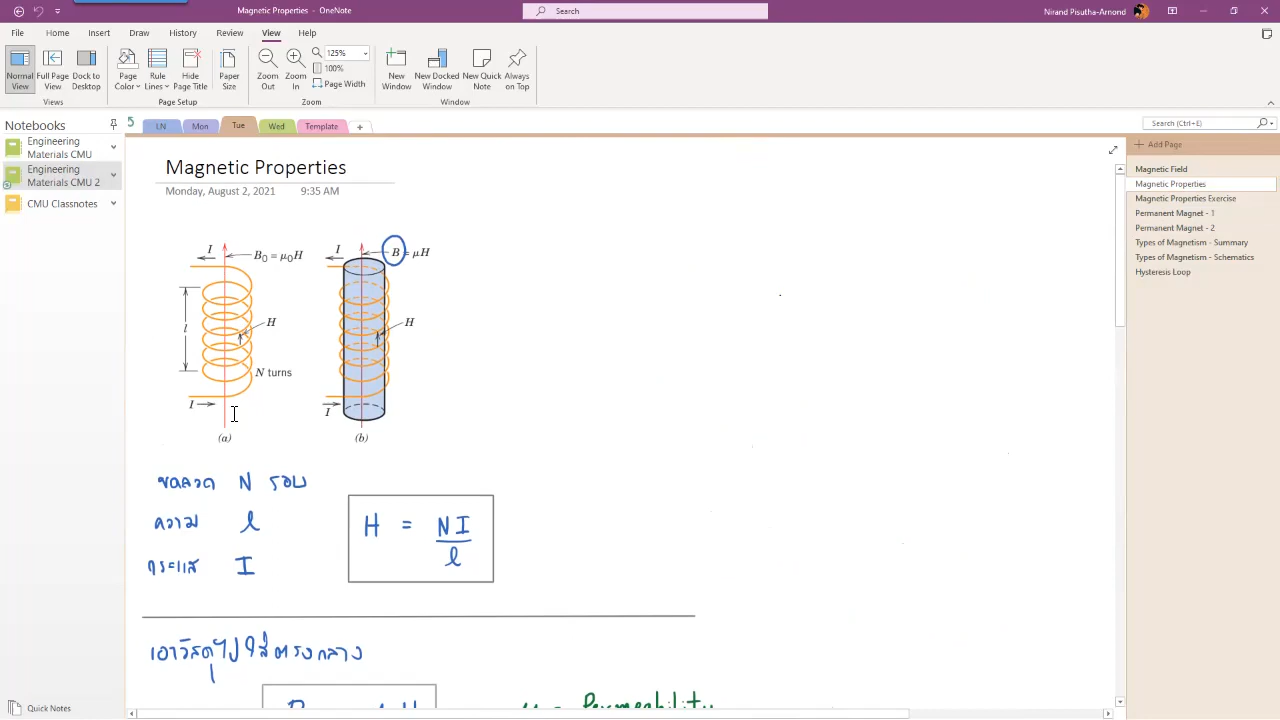 Magnetic Properties - OneNote
Search
Nirand Pisutha-Arnond
File Home Insert Draw History Review View Help
Normal View
Full Page View
Dock to Desktop
Views
Page Color
Rule Lines
Hide Page Title
Paper Size
Page Setup
Zoom Out
Zoom In
125%
100%
Page Width
Zoom
New Window
New Docked Window
New Quick Note
Always on Top
Window
Notebooks
Engineering Materials CMU
Engineering Materials CMU 2
CMU Classnotes
Quick Notes
LN Mon Tue Wed Template +
Search (Ctrl+E)
Add Page
Magnetic Field
Magnetic Properties
Magnetic Properties Exercise
Permanent Magnet - 1
Permanent Magnet - 2
Types of Magnetism - Summary
Types of Magnetism - Schematics
Hysteresis Loop
Magnetic Properties
Monday, August 2, 2021 9:35 AM
I B₀ = μ₀H
l
H
N turns
I
(a)
I B = μH
H
I
(b)
ขดลวด N รอบ
ความ l
กระแส I
H = NI / l
เอาวัสดุไปใส่ตรงกลาง
Permeability